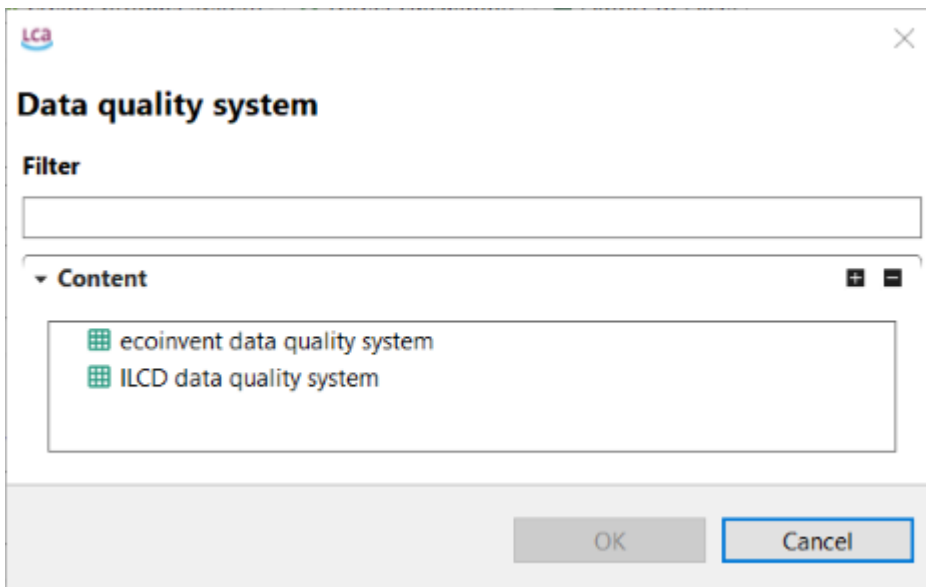 LCA
Data quality system
Filter
Content
ecoinvent data quality system
ILCD data quality system
OK
Cancel